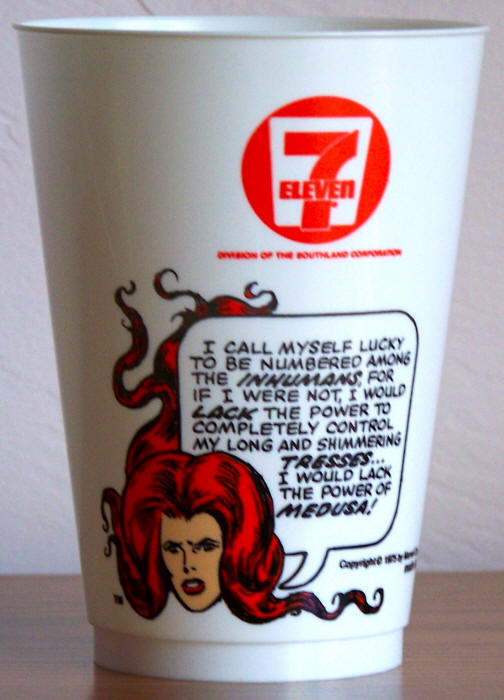 7
ELEVEN
DIVISION OF THE SOUTHLAND CORPORATION
I CALL MYSELF LUCKY
TO BE NUMBERED AMONG
THE INHUMANS, FOR
IF I WERE NOT, I WOULD
LACK THE POWER TO
COMPLETELY CONTROL
MY LONG AND SHIMMERING
TRESSES...
I WOULD LACK
THE POWER OF
MEDUSA!
Copyright © 1975 by
TM